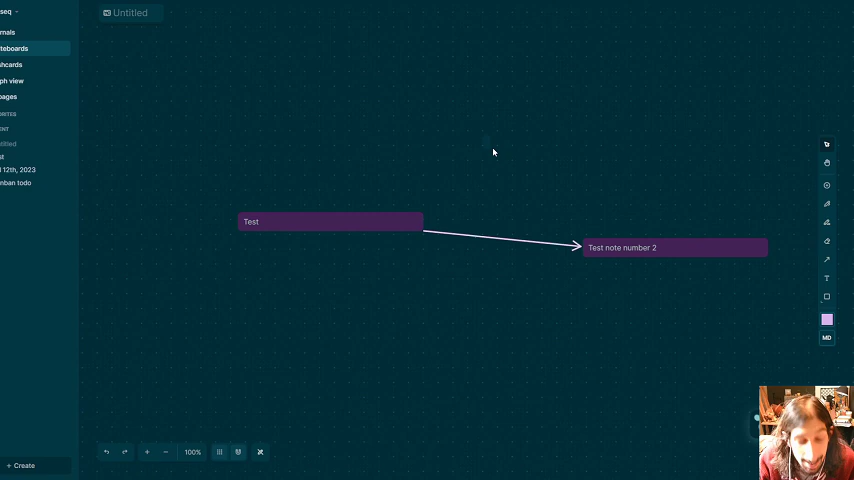 seq
Untitled
rnals
teboards
shcards
ph view
pages
ORITES
ENT
titled
st
l 12th, 2023
nban todo
Test
Test note number 2
MD
100%
+ Create